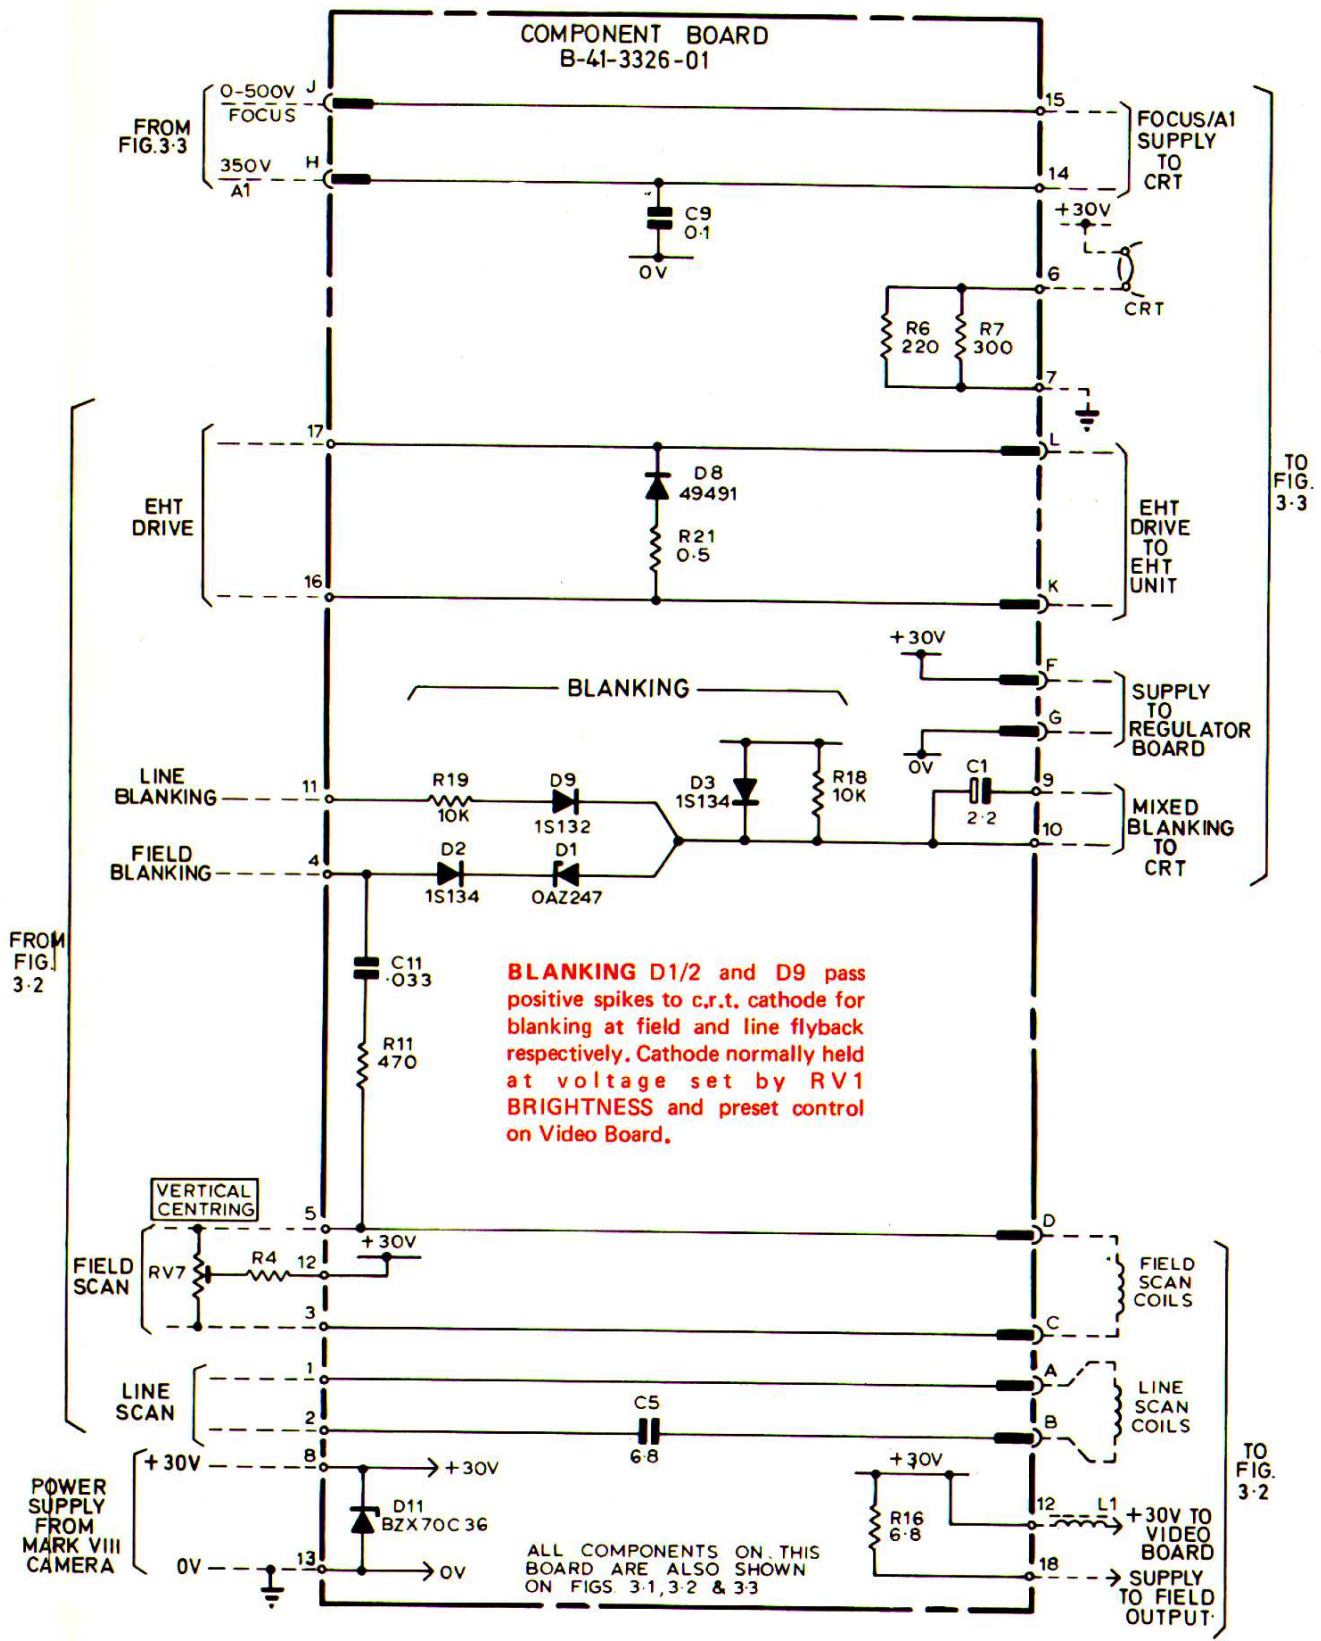 COMPONENT BOARD
B-41-3326-01
0-500V J
FOCUS
FROM
FIG.3·3
350V H
A1
15
FOCUS/A1
SUPPLY
TO
CRT
14
+30V
C9
0·1
0V
6
CRT
R6
220
R7
300
7
17
L
D8
49491
R21
0·5
EHT
DRIVE
16
K
EHT
DRIVE
TO
EHT
UNIT
TO
FIG.
3·3
+30V
F
G
0V
SUPPLY
TO
REGULATOR
BOARD
BLANKING
LINE
BLANKING
11
R19
10K
D9
1S132
D3
1S134
R18
10K
C1
2·2
9
10
MIXED
BLANKING
TO
CRT
FIELD
BLANKING
4
D2
1S134
D1
OAZ247
FROM
FIG.
3·2
C11
·033
R11
470
BLANKING D1/2 and D9 pass
positive spikes to c.r.t. cathode for
blanking at field and line flyback
respectively. Cathode normally held
at voltage set by RV1
BRIGHTNESS and preset control
on Video Board.
VERTICAL
CENTRING
5
+30V
FIELD
SCAN
RV7
R4
12
3
D
C
FIELD
SCAN
COILS
LINE
SCAN
1
2
C5
6·8
A
B
LINE
SCAN
COILS
+30V
8
+30V
POWER
SUPPLY
FROM
MARK VIII
CAMERA
D11
BZX70C36
0V
13
0V
ALL COMPONENTS ON THIS
BOARD ARE ALSO SHOWN
ON FIGS 3·1,3·2 & 3·3
+30V
R16
6·8
12
L1
+30V TO
VIDEO
BOARD
18
SUPPLY
TO FIELD
OUTPUT
TO
FIG.
3·2